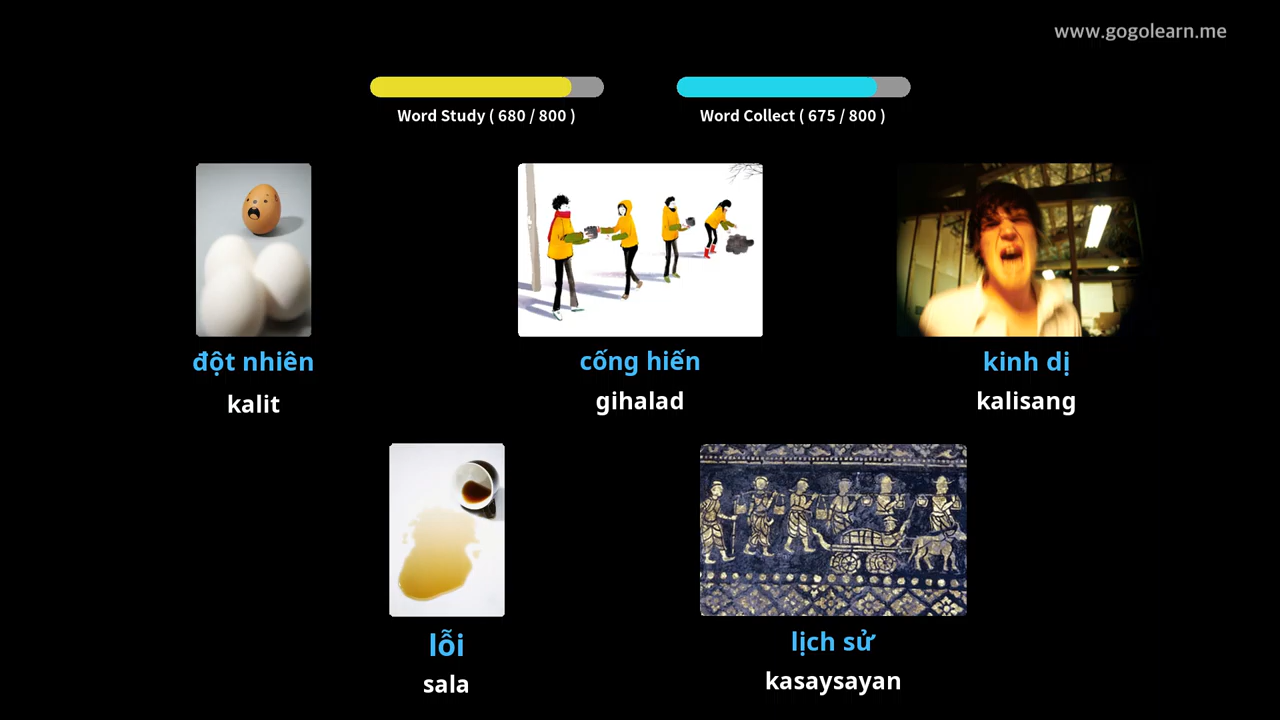 www.gogolearn.me
Word Study ( 680 / 800 )
Word Collect ( 675 / 800 )
đột nhiên
kalit
cống hiến
gihalad
kinh dị
kalisang
lỗi
sala
lịch sử
kasaysayan